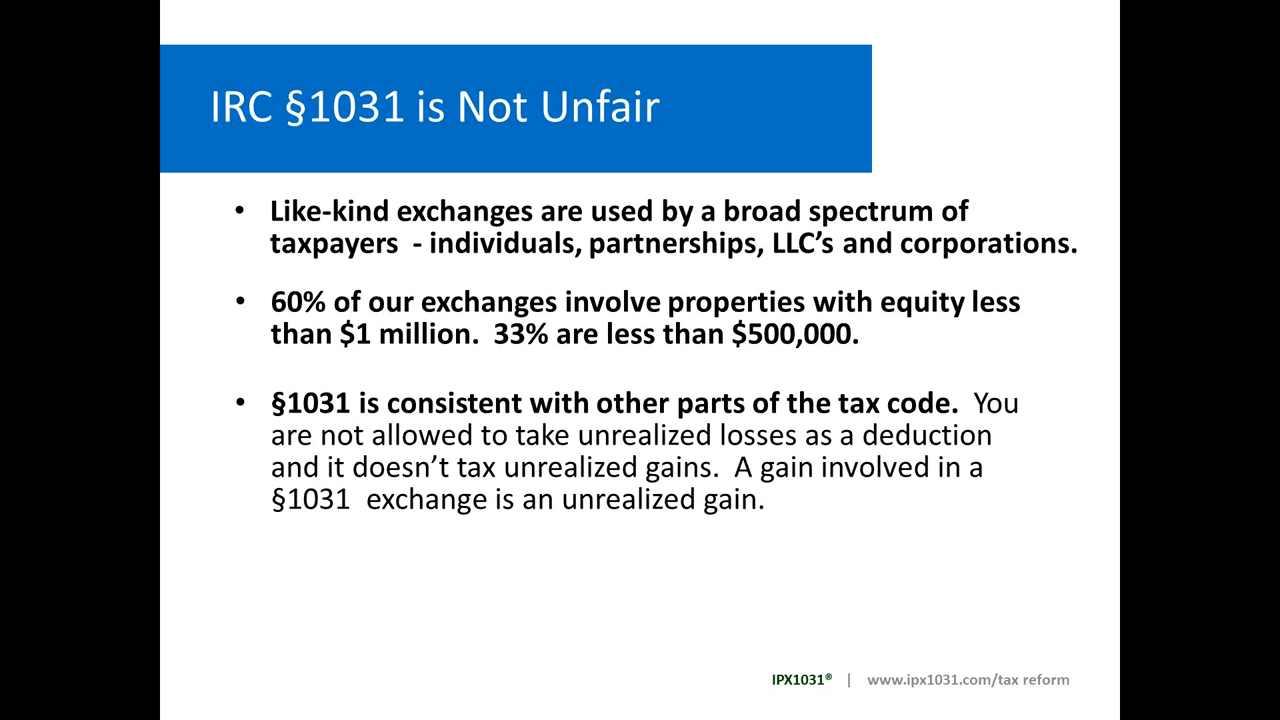 IRC §1031 is Not Unfair
• Like-kind exchanges are used by a broad spectrum of
taxpayers - individuals, partnerships, LLC’s and corporations.
• 60% of our exchanges involve properties with equity less
than $1 million. 33% are less than $500,000.
• §1031 is consistent with other parts of the tax code. You
are not allowed to take unrealized losses as a deduction
and it doesn’t tax unrealized gains. A gain involved in a
§1031 exchange is an unrealized gain.
IPX1031® | www.ipx1031.com/tax reform